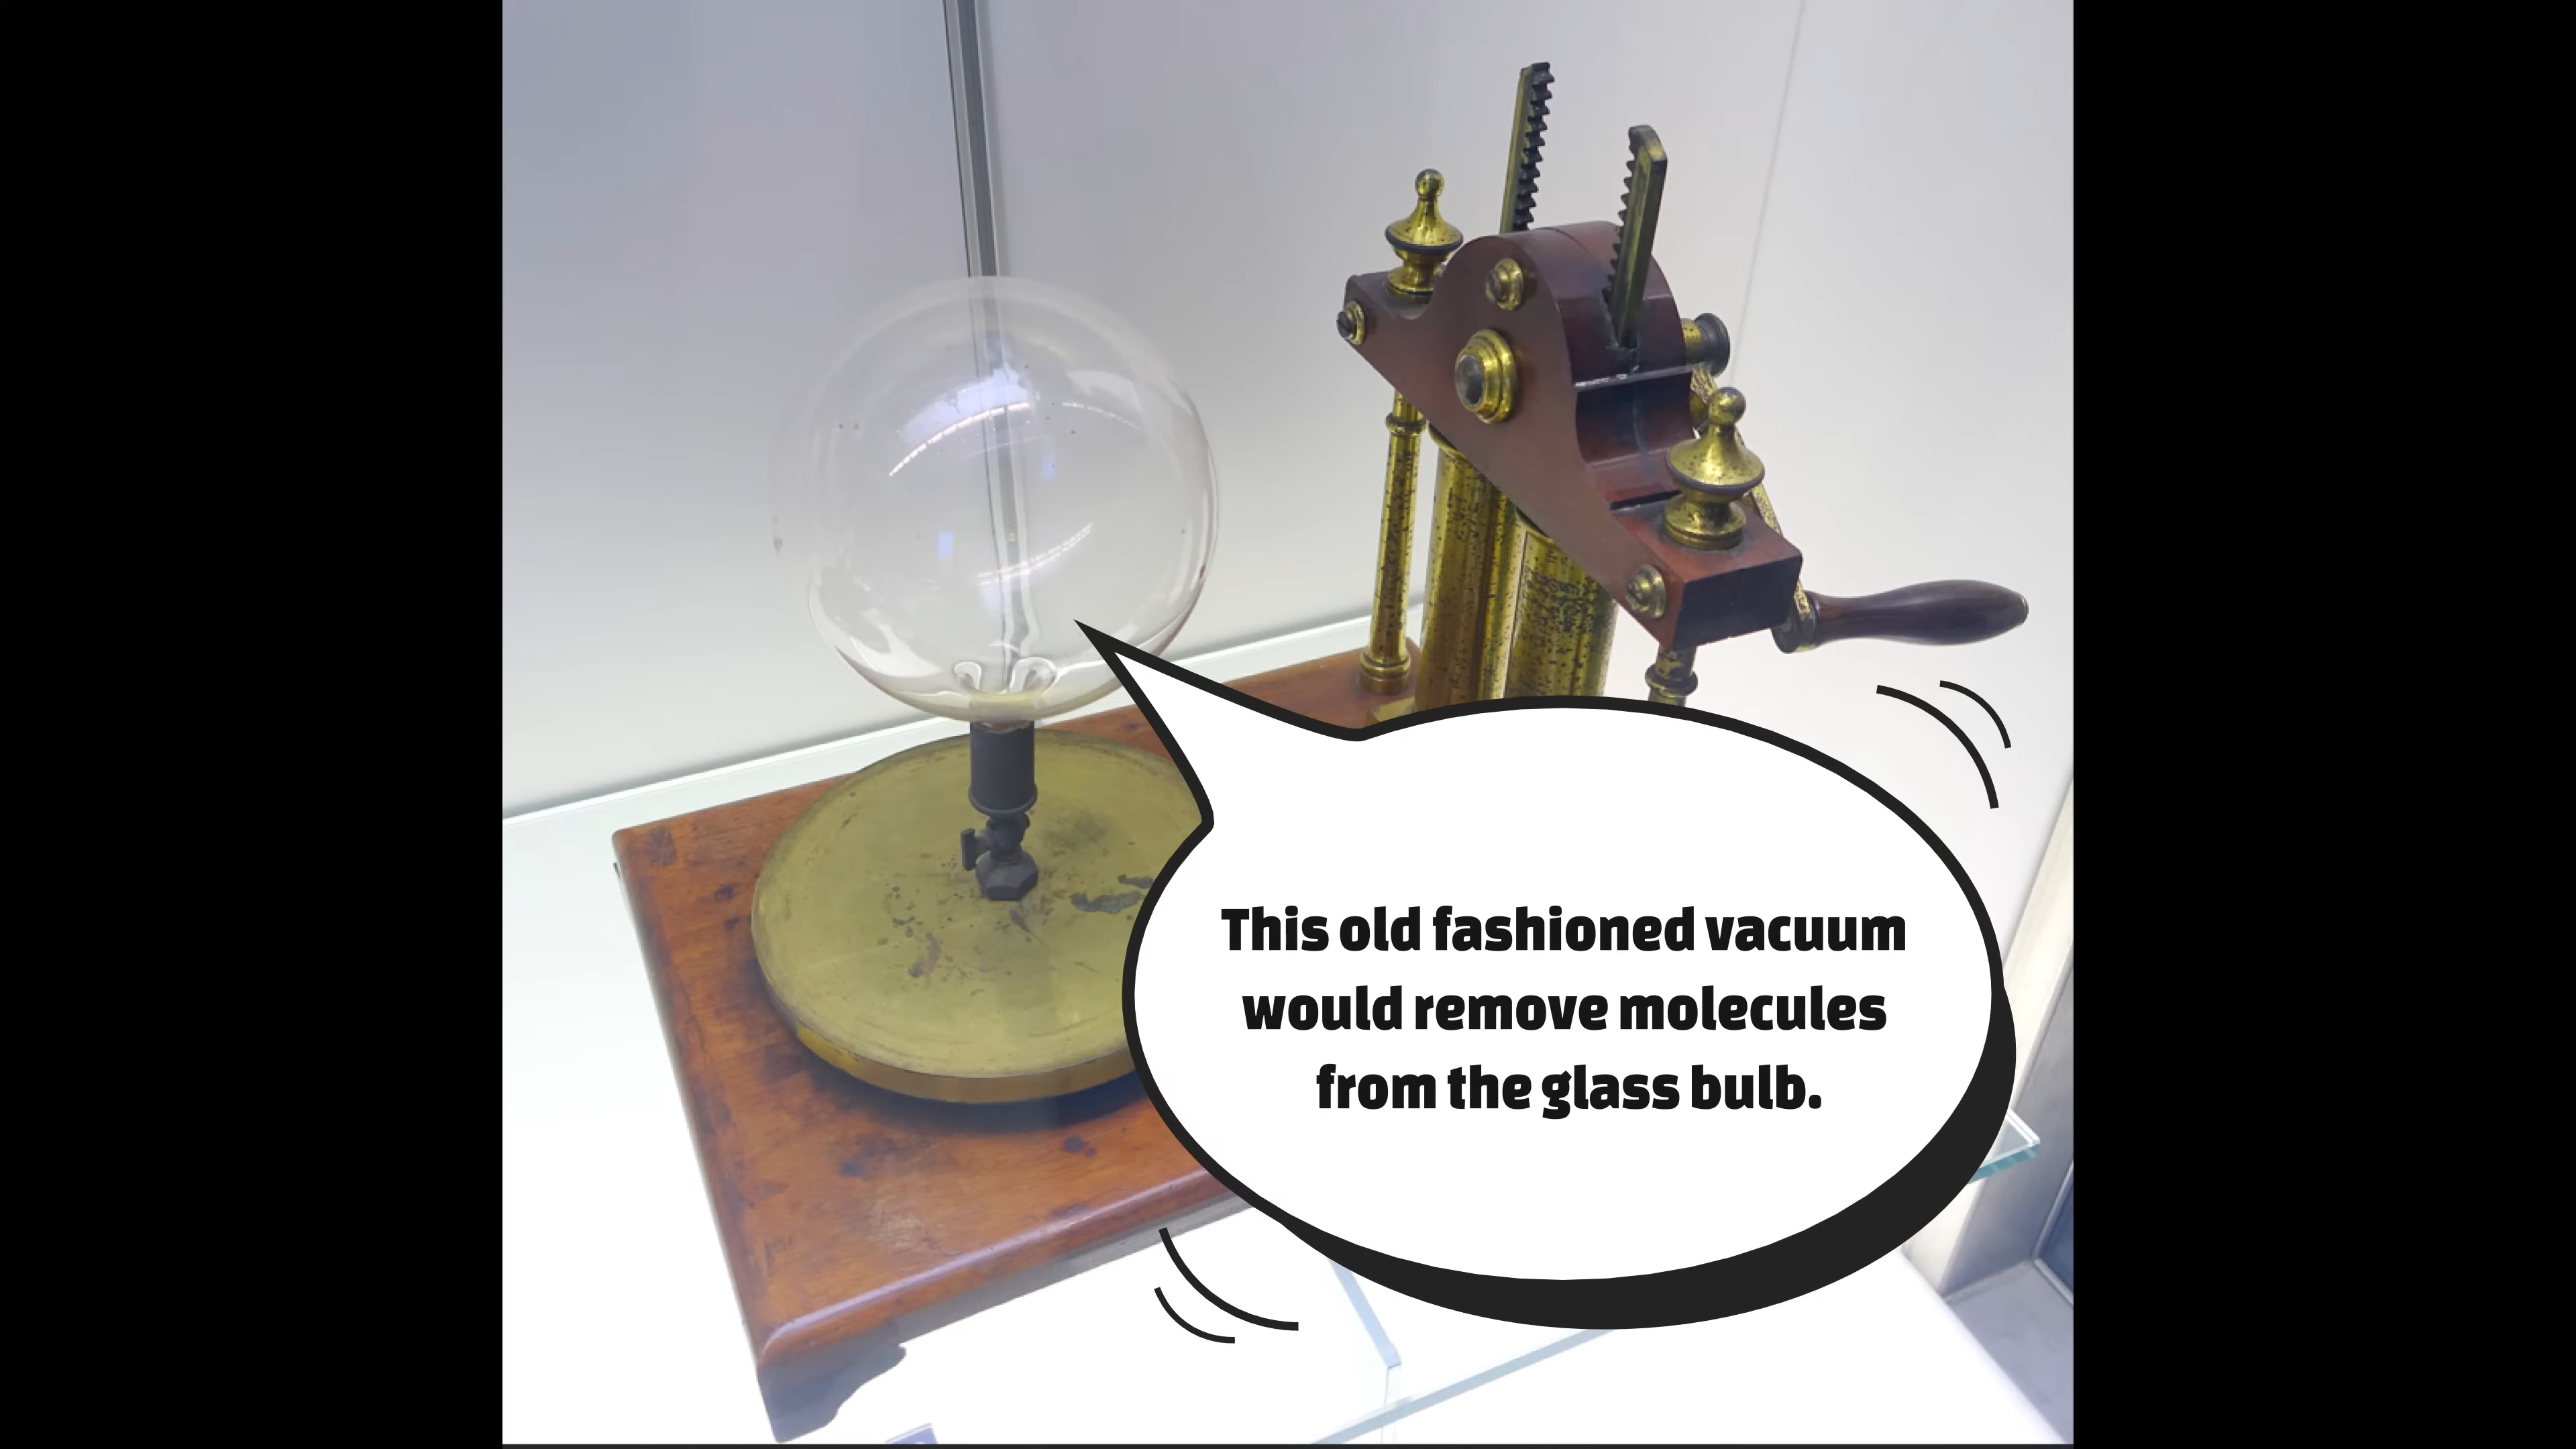 This old fashioned vacuum
would remove molecules
from the glass bulb.